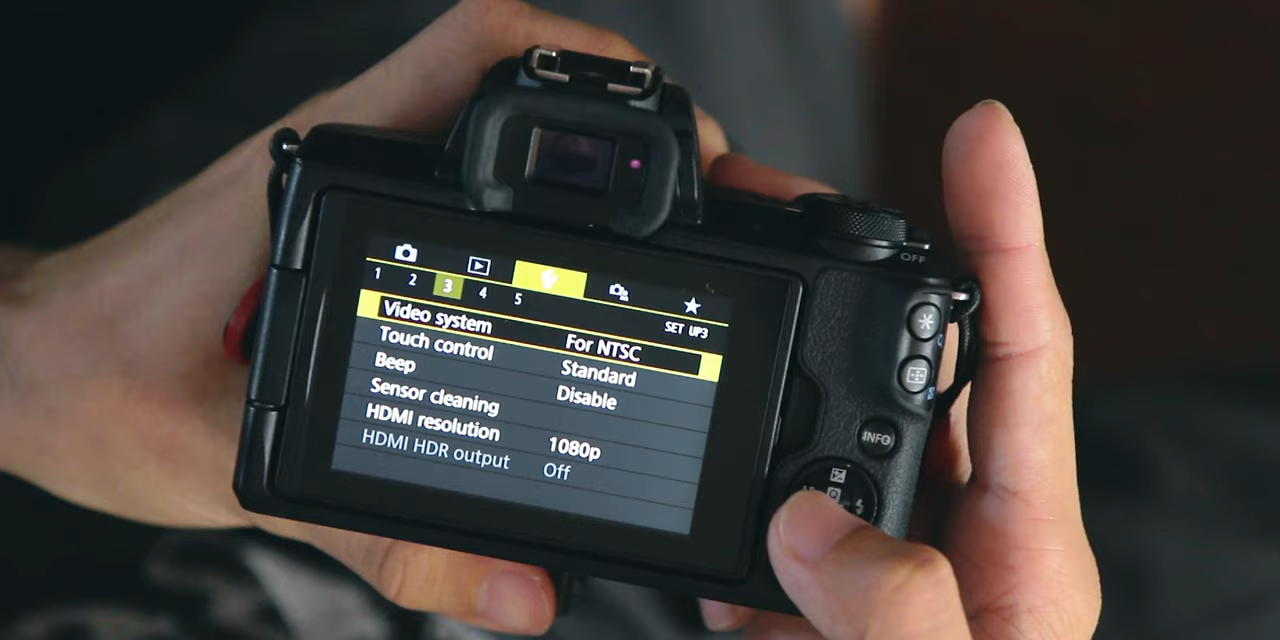 OFF
1 2 3 4 5
SET UP3
Video system For NTSC
Touch control Standard
Beep Disable
Sensor cleaning
HDMI resolution 1080p
HDMI HDR output Off
INFO
Q